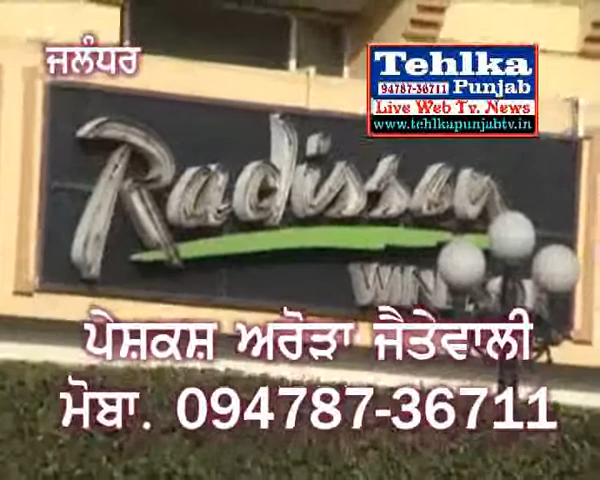 ਜਲੰਧਰ
Tehlka
94787-36711 Punjab
Live Web Tv. News
www.tehlkapunjabtv.in
Radisson
ਪੇਸ਼ਕਸ਼ ਅਰੋੜਾ ਜੈਤੇਵਾਲੀ
ਮੋਬਾ. 094787-36711